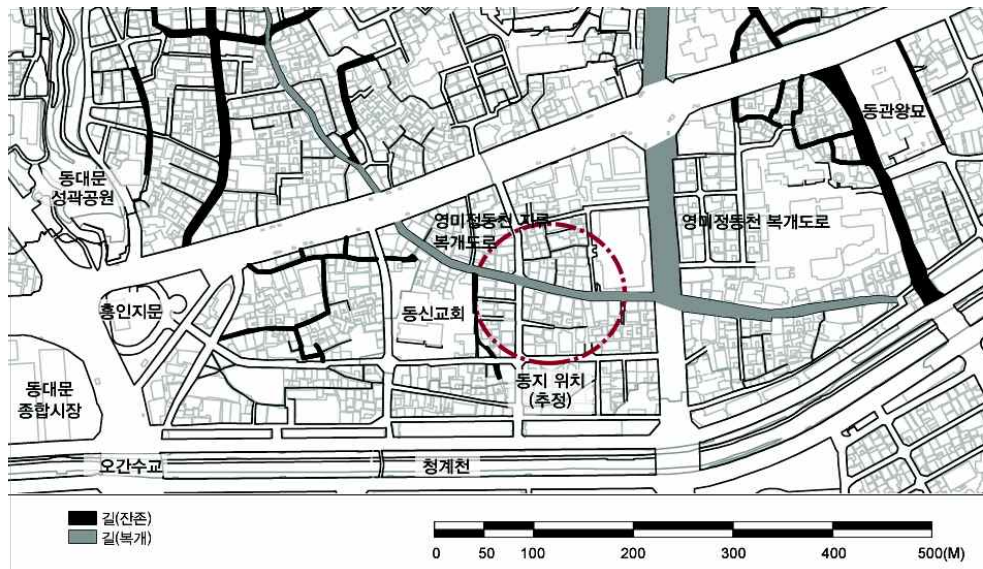 동관왕묘
동대문
성곽공원
영미정동천 지류
복개도로
영미정동천 복개도로
흥인지문
동신교회
동대문
종합시장
동지 위치
(추정)
오간수교
청계천
길(잔존)
길(복개)
0 50 100 200 300 400 500(M)